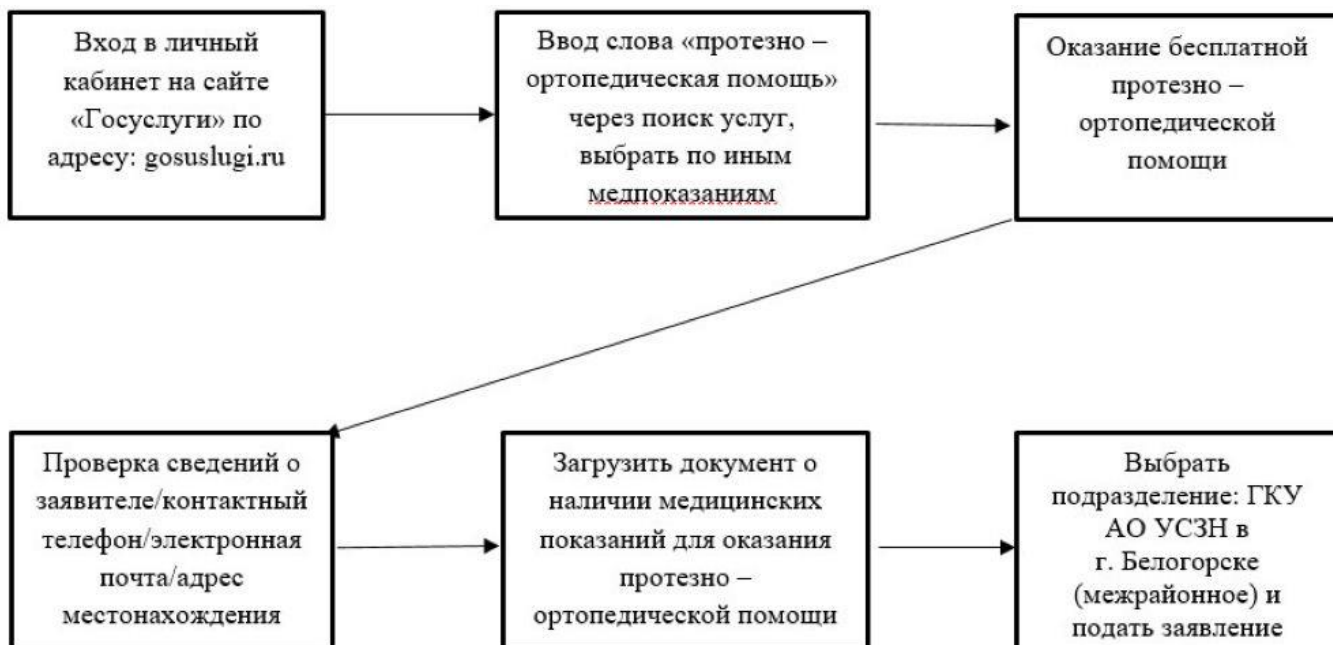 Вход в личный
кабинет на сайте
«Госуслуги» по
адресу: gosuslugi.ru
Ввод слова «протезно –
ортопедическая помощь»
через поиск услуг,
выбрать по иным
медпоказаниям
Оказание бесплатной
протезно –
ортопедической
помощи
Проверка сведений о
заявителе/контактный
телефон/электронная
почта/адрес
местонахождения
Загрузить документ о
наличии медицинских
показаний для оказания
протезно –
ортопедической помощи
Выбрать
подразделение: ГКУ
АО УСЗН в
г. Белогорске
(межрайонное) и
подать заявление